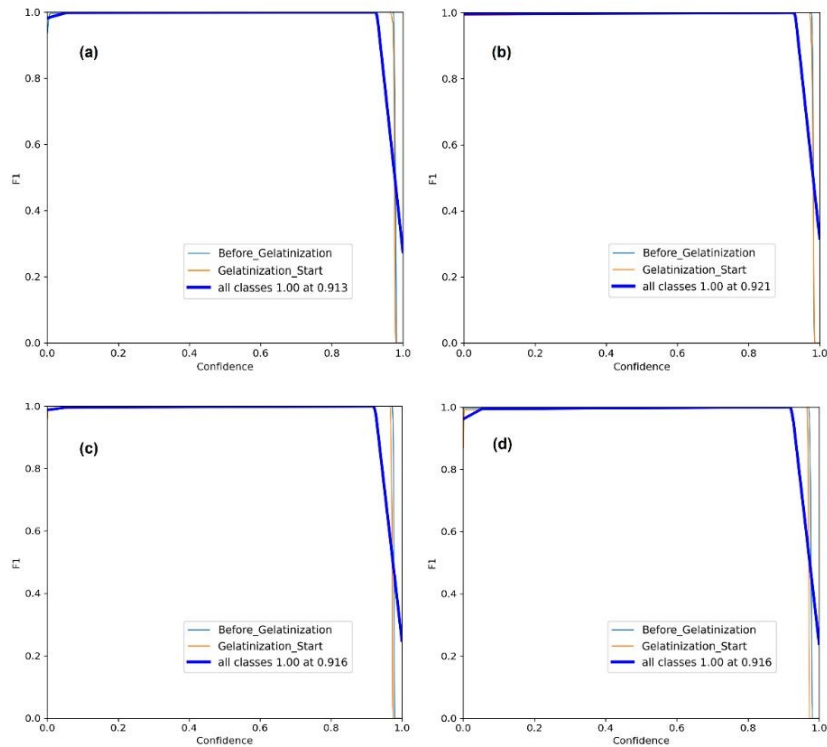 1.0
(a)
0.8
0.6
F1
0.4
Before_Gelatinization
Gelatinization_Start
0.2
all classes 1.00 at 0.913
0.0
0.0 0.2 0.4 0.6 0.8 1.0
Confidence
1.0
(b)
0.8
0.6
F1
0.4
Before_Gelatinization
Gelatinization_Start
0.2
all classes 1.00 at 0.921
0.0
0.0 0.2 0.4 0.6 0.8 1.0
Confidence
1.0
(c)
0.8
0.6
F1
0.4
Before_Gelatinization
0.2
Gelatinization_Start
all classes 1.00 at 0.916
0.0
0.0 0.2 0.4 0.6 0.8 1.0
Confidence
1.0
(d)
0.8
0.6
F1
0.4
Before_Gelatinization
0.2
Gelatinization_Start
all classes 1.00 at 0.916
0.0
0.0 0.2 0.4 0.6 0.8 1.0
Confidence